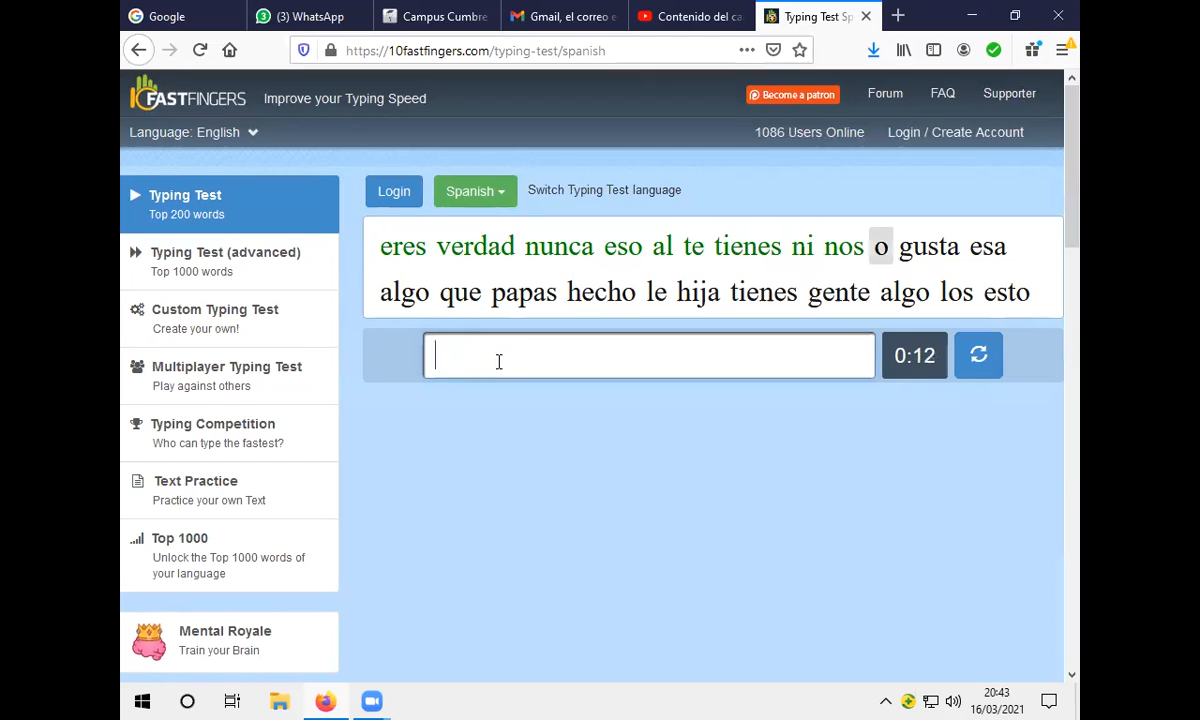 Google
(3) WhatsApp
Campus Cumbre
Gmail, el correo e
Contenido del ca
Typing Test Sp
https://10fastfingers.com/typing-test/spanish
10FASTFINGERS
Improve your Typing Speed
Become a patron
Forum
FAQ
Supporter
Language: English
1086 Users Online
Login / Create Account
Typing Test
Top 200 words
Typing Test (advanced)
Top 1000 words
Custom Typing Test
Create your own!
Multiplayer Typing Test
Play against others
Typing Competition
Who can type the fastest?
Text Practice
Practice your own Text
Top 1000
Unlock the Top 1000 words of
your language
Mental Royale
Train your Brain
Login
Spanish
Switch Typing Test language
eres verdad nunca eso al te tienes ni nos o gusta esa
algo que papas hecho le hija tienes gente algo los esto
0:12
20:43
16/03/2021